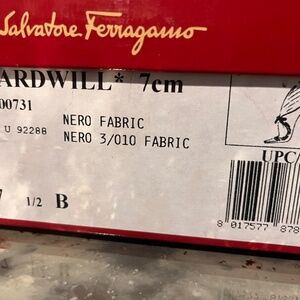 Salvatore Ferragamo
ARDWILL* 7cm
00731
U 92288 NERO FABRIC
NERO 3/010 FABRIC
UPC
1/2 B
8 017577 878